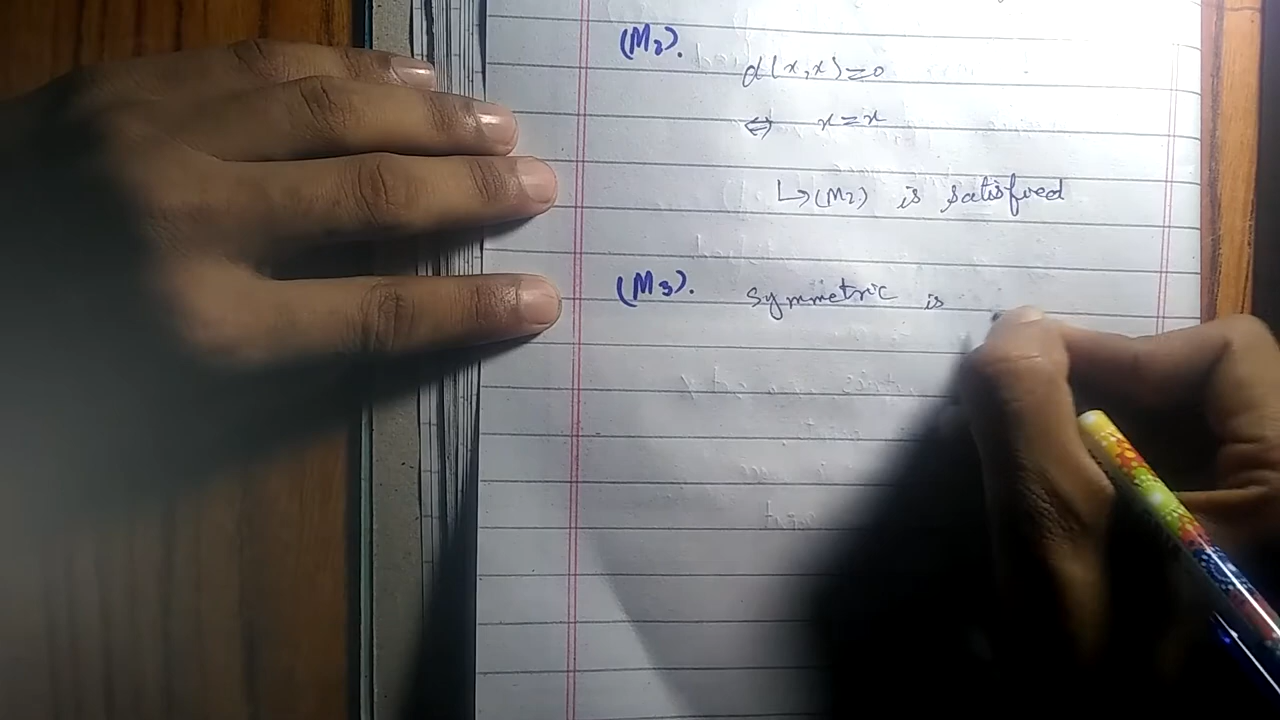 (M2).
d(x,x)=0
⇔ x=x
↳(M2) is satisfied
(M3). Symmetric is